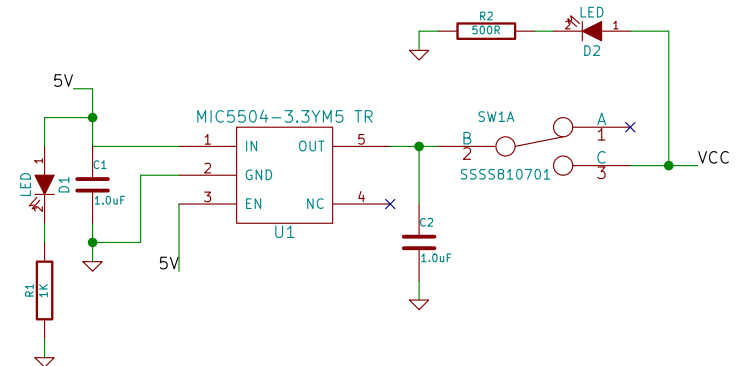 R2
500R
LED
2
1
D2
5V
MIC5504-3.3YM5 TR
1
IN
OUT
5
2
GND
3
EN
NC
4
U1
SW1A
B
2
A
1
C
3
SSSS810701
VCC
LED
1
2
D1
C1
1.0uF
5V
C2
1.0uF
R1
1K